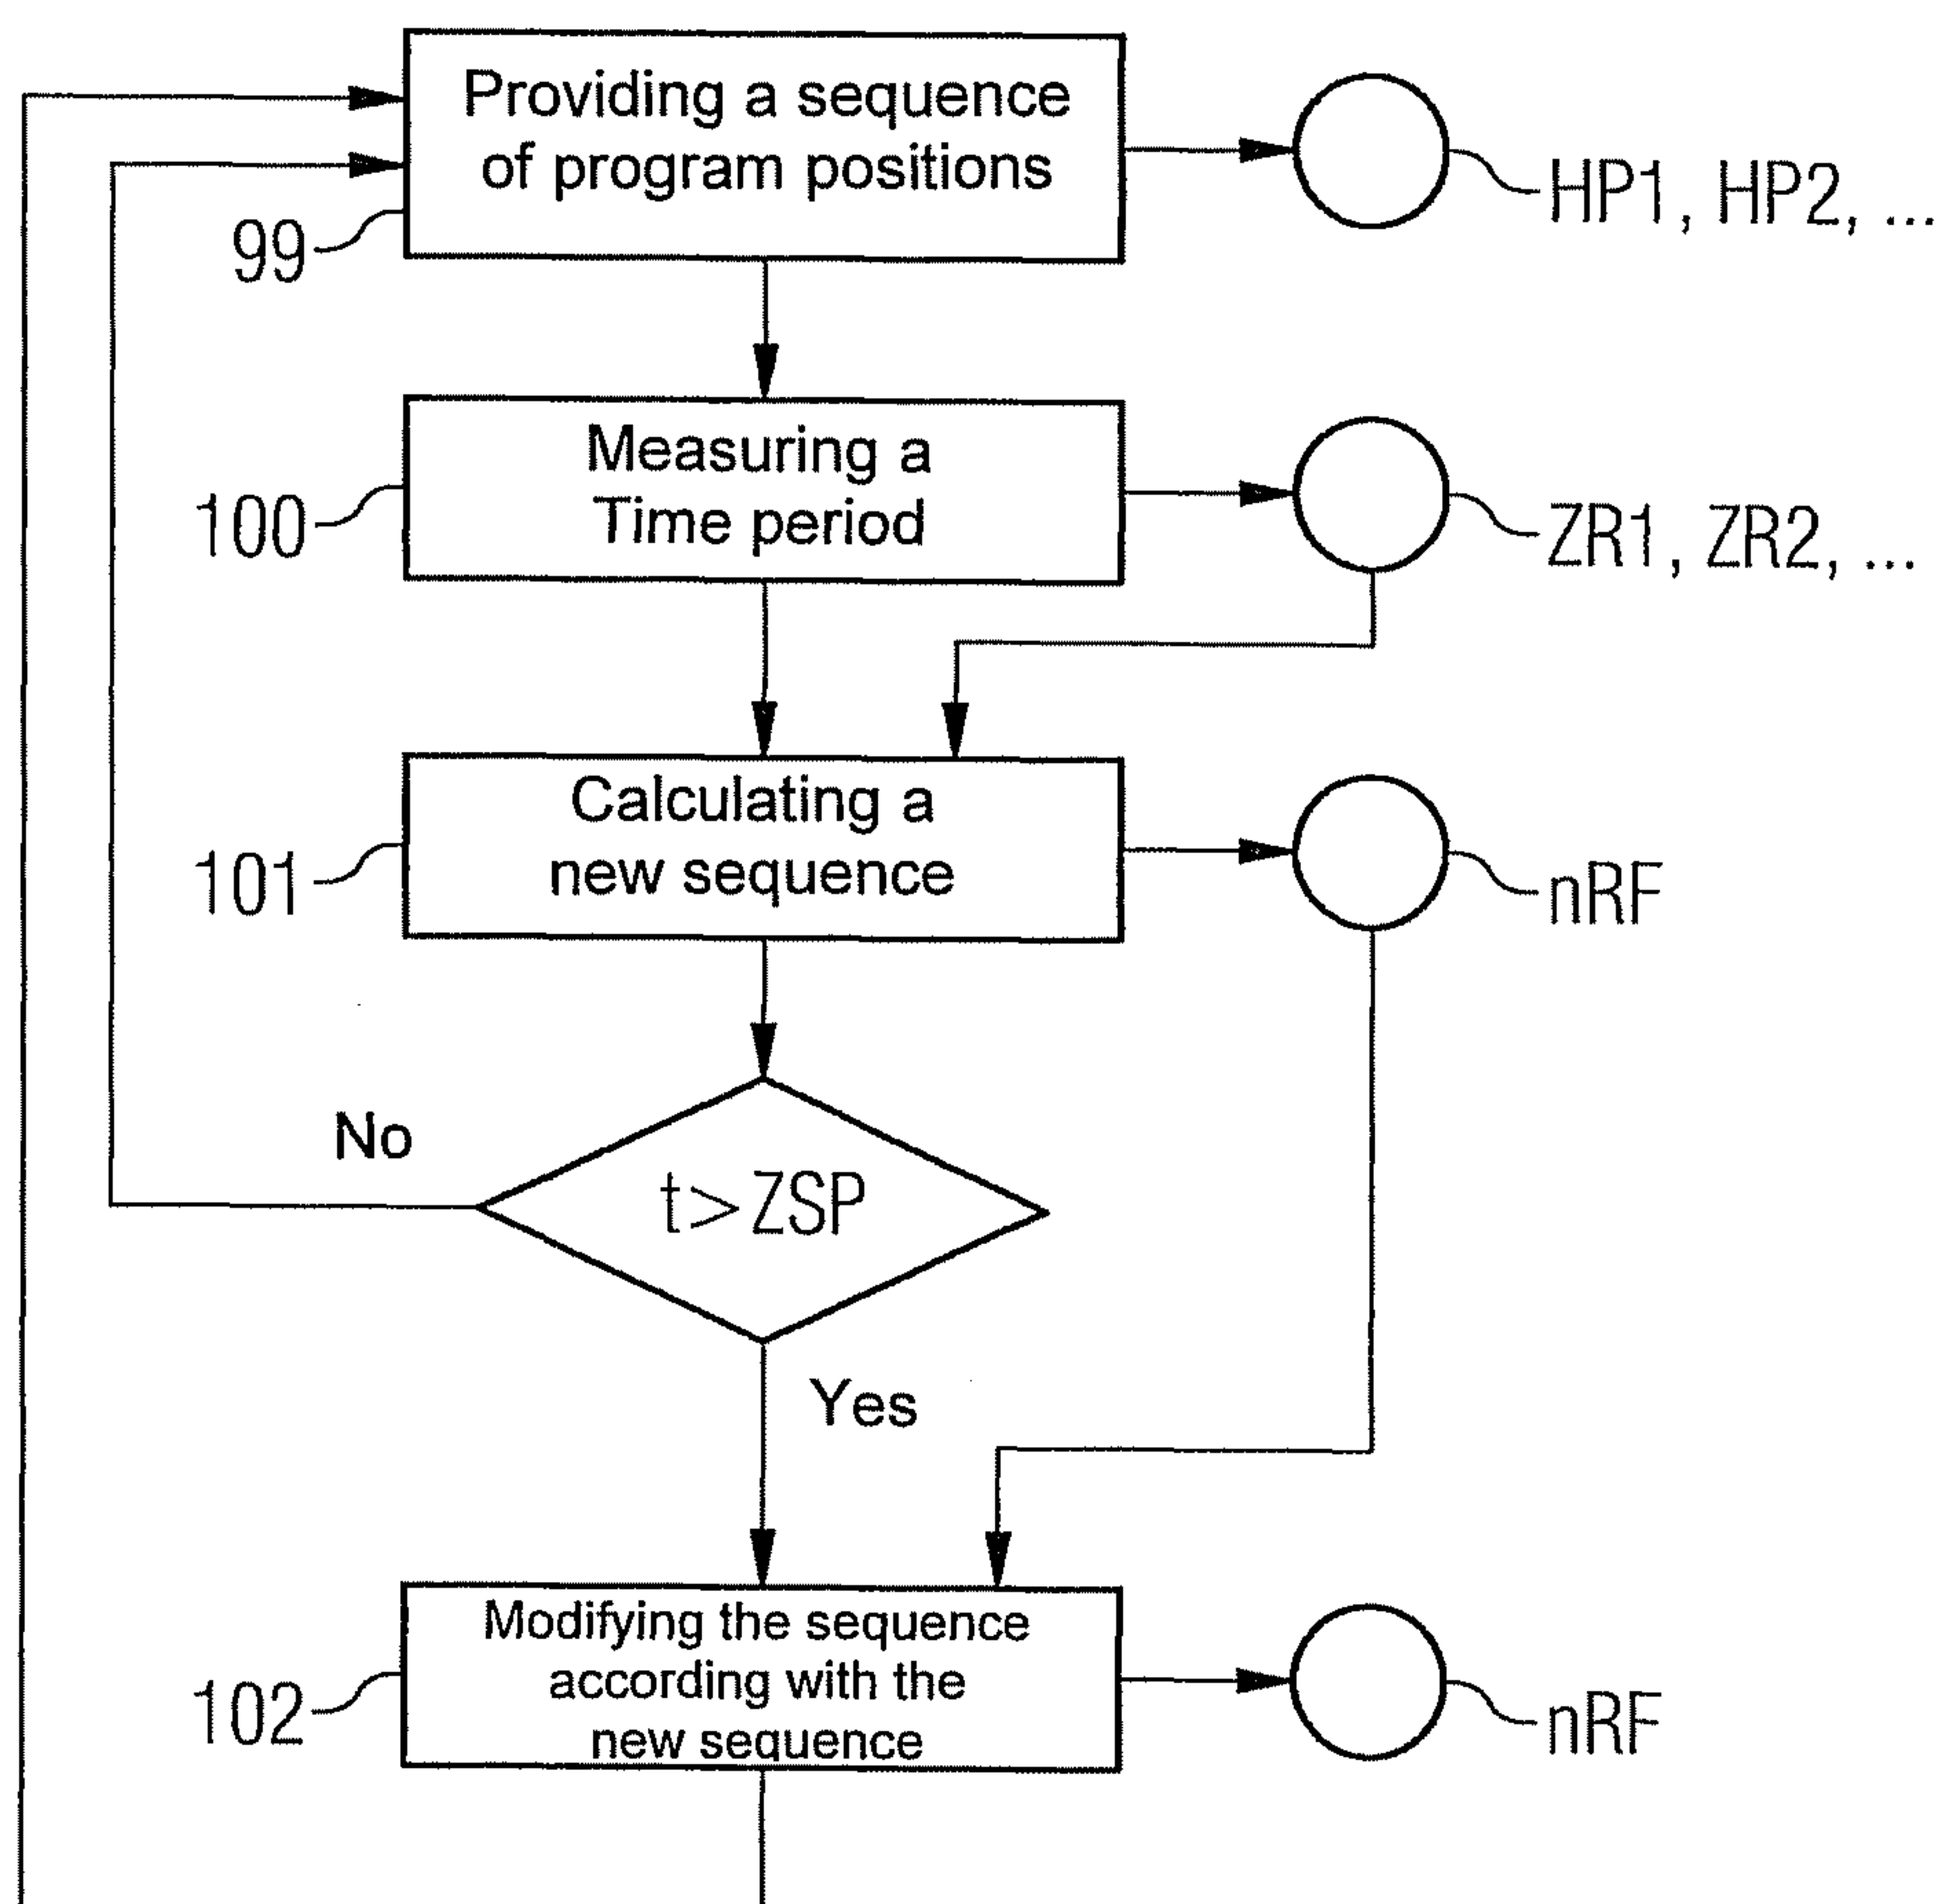 Providing a sequence
of program positions
99
HP1, HP2, ...
Measuring a
Time period
100
ZR1, ZR2, ...
Calculating a
new sequence
101
nRF
No
t>ZSP
Yes
Modifying the sequence
according with the
new sequence
102
nRF